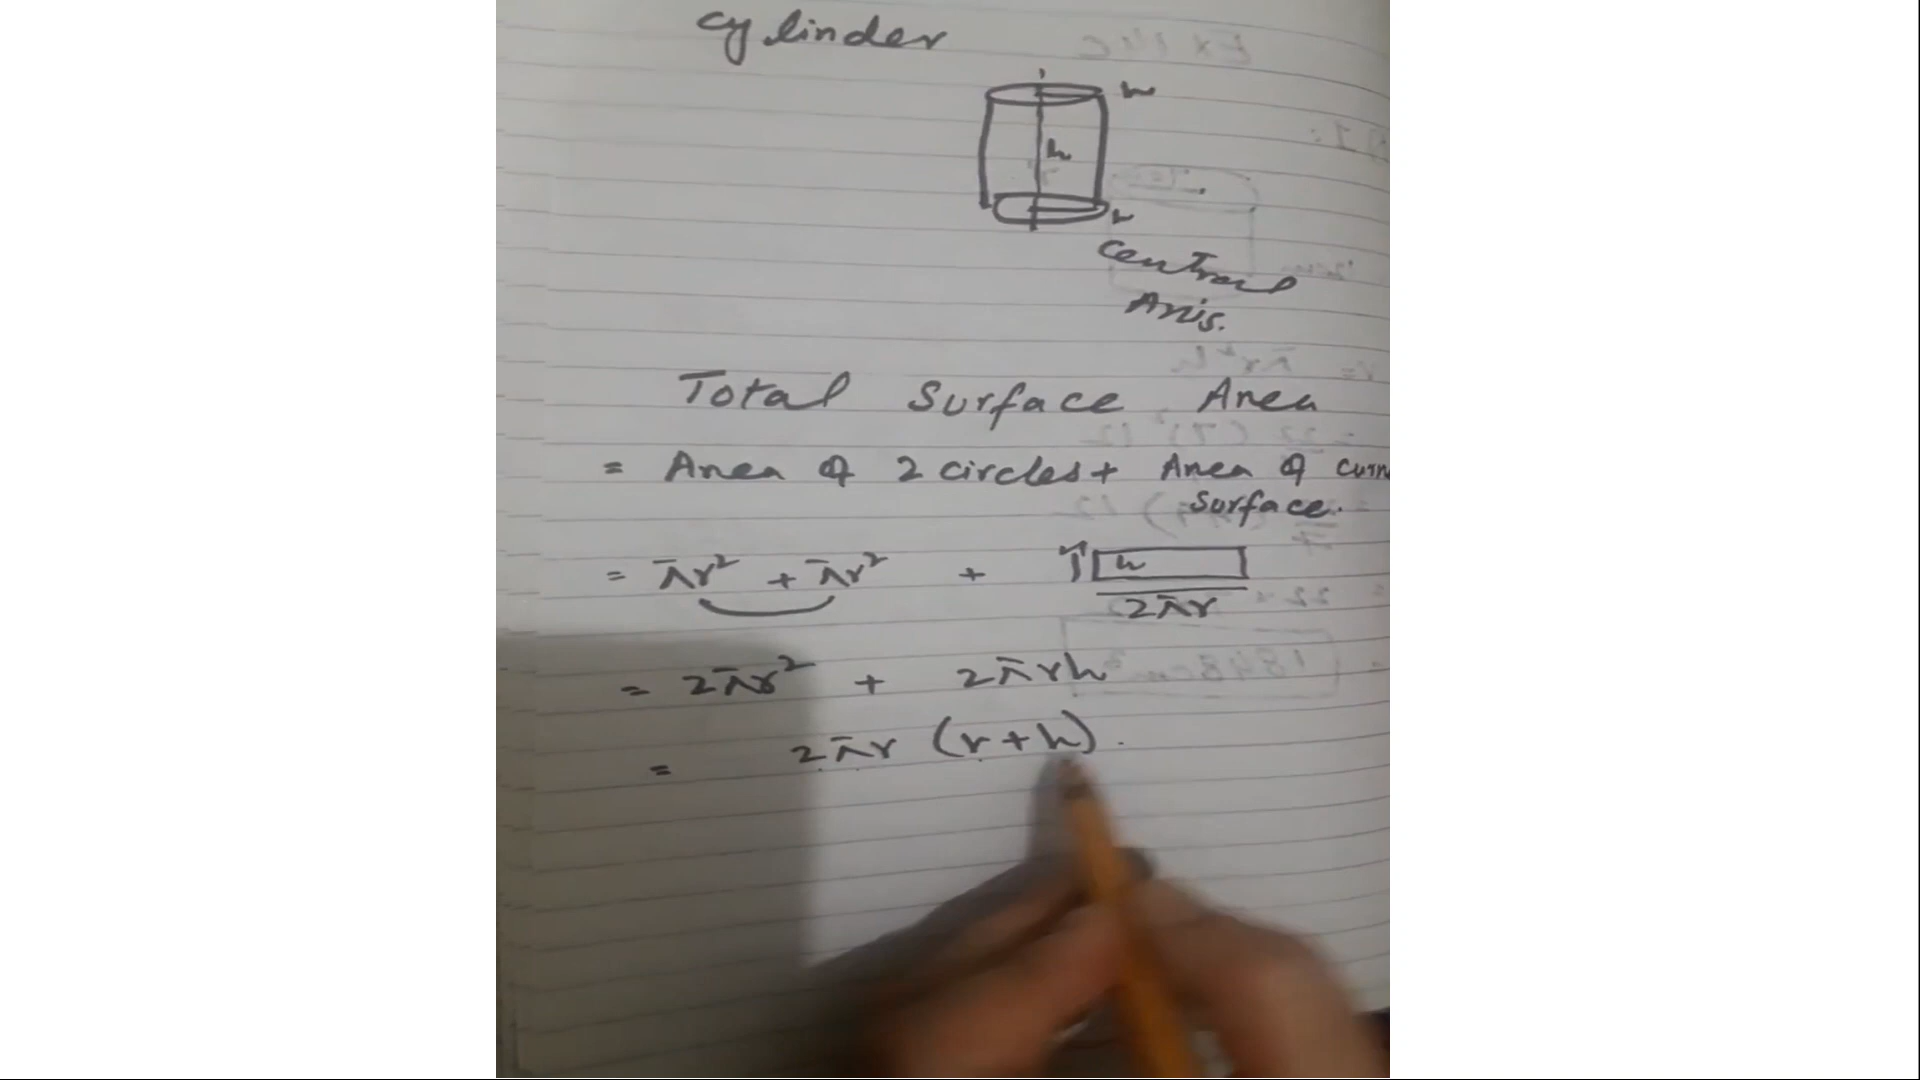 Cylinder
r
h
r
Central
Axis.
Total Surface Area
= Area of 2 circles + Area of
Surface.
= πr² + πr² + h
2πr
= 2πr² + 2πrh
= 2πr (r+h).